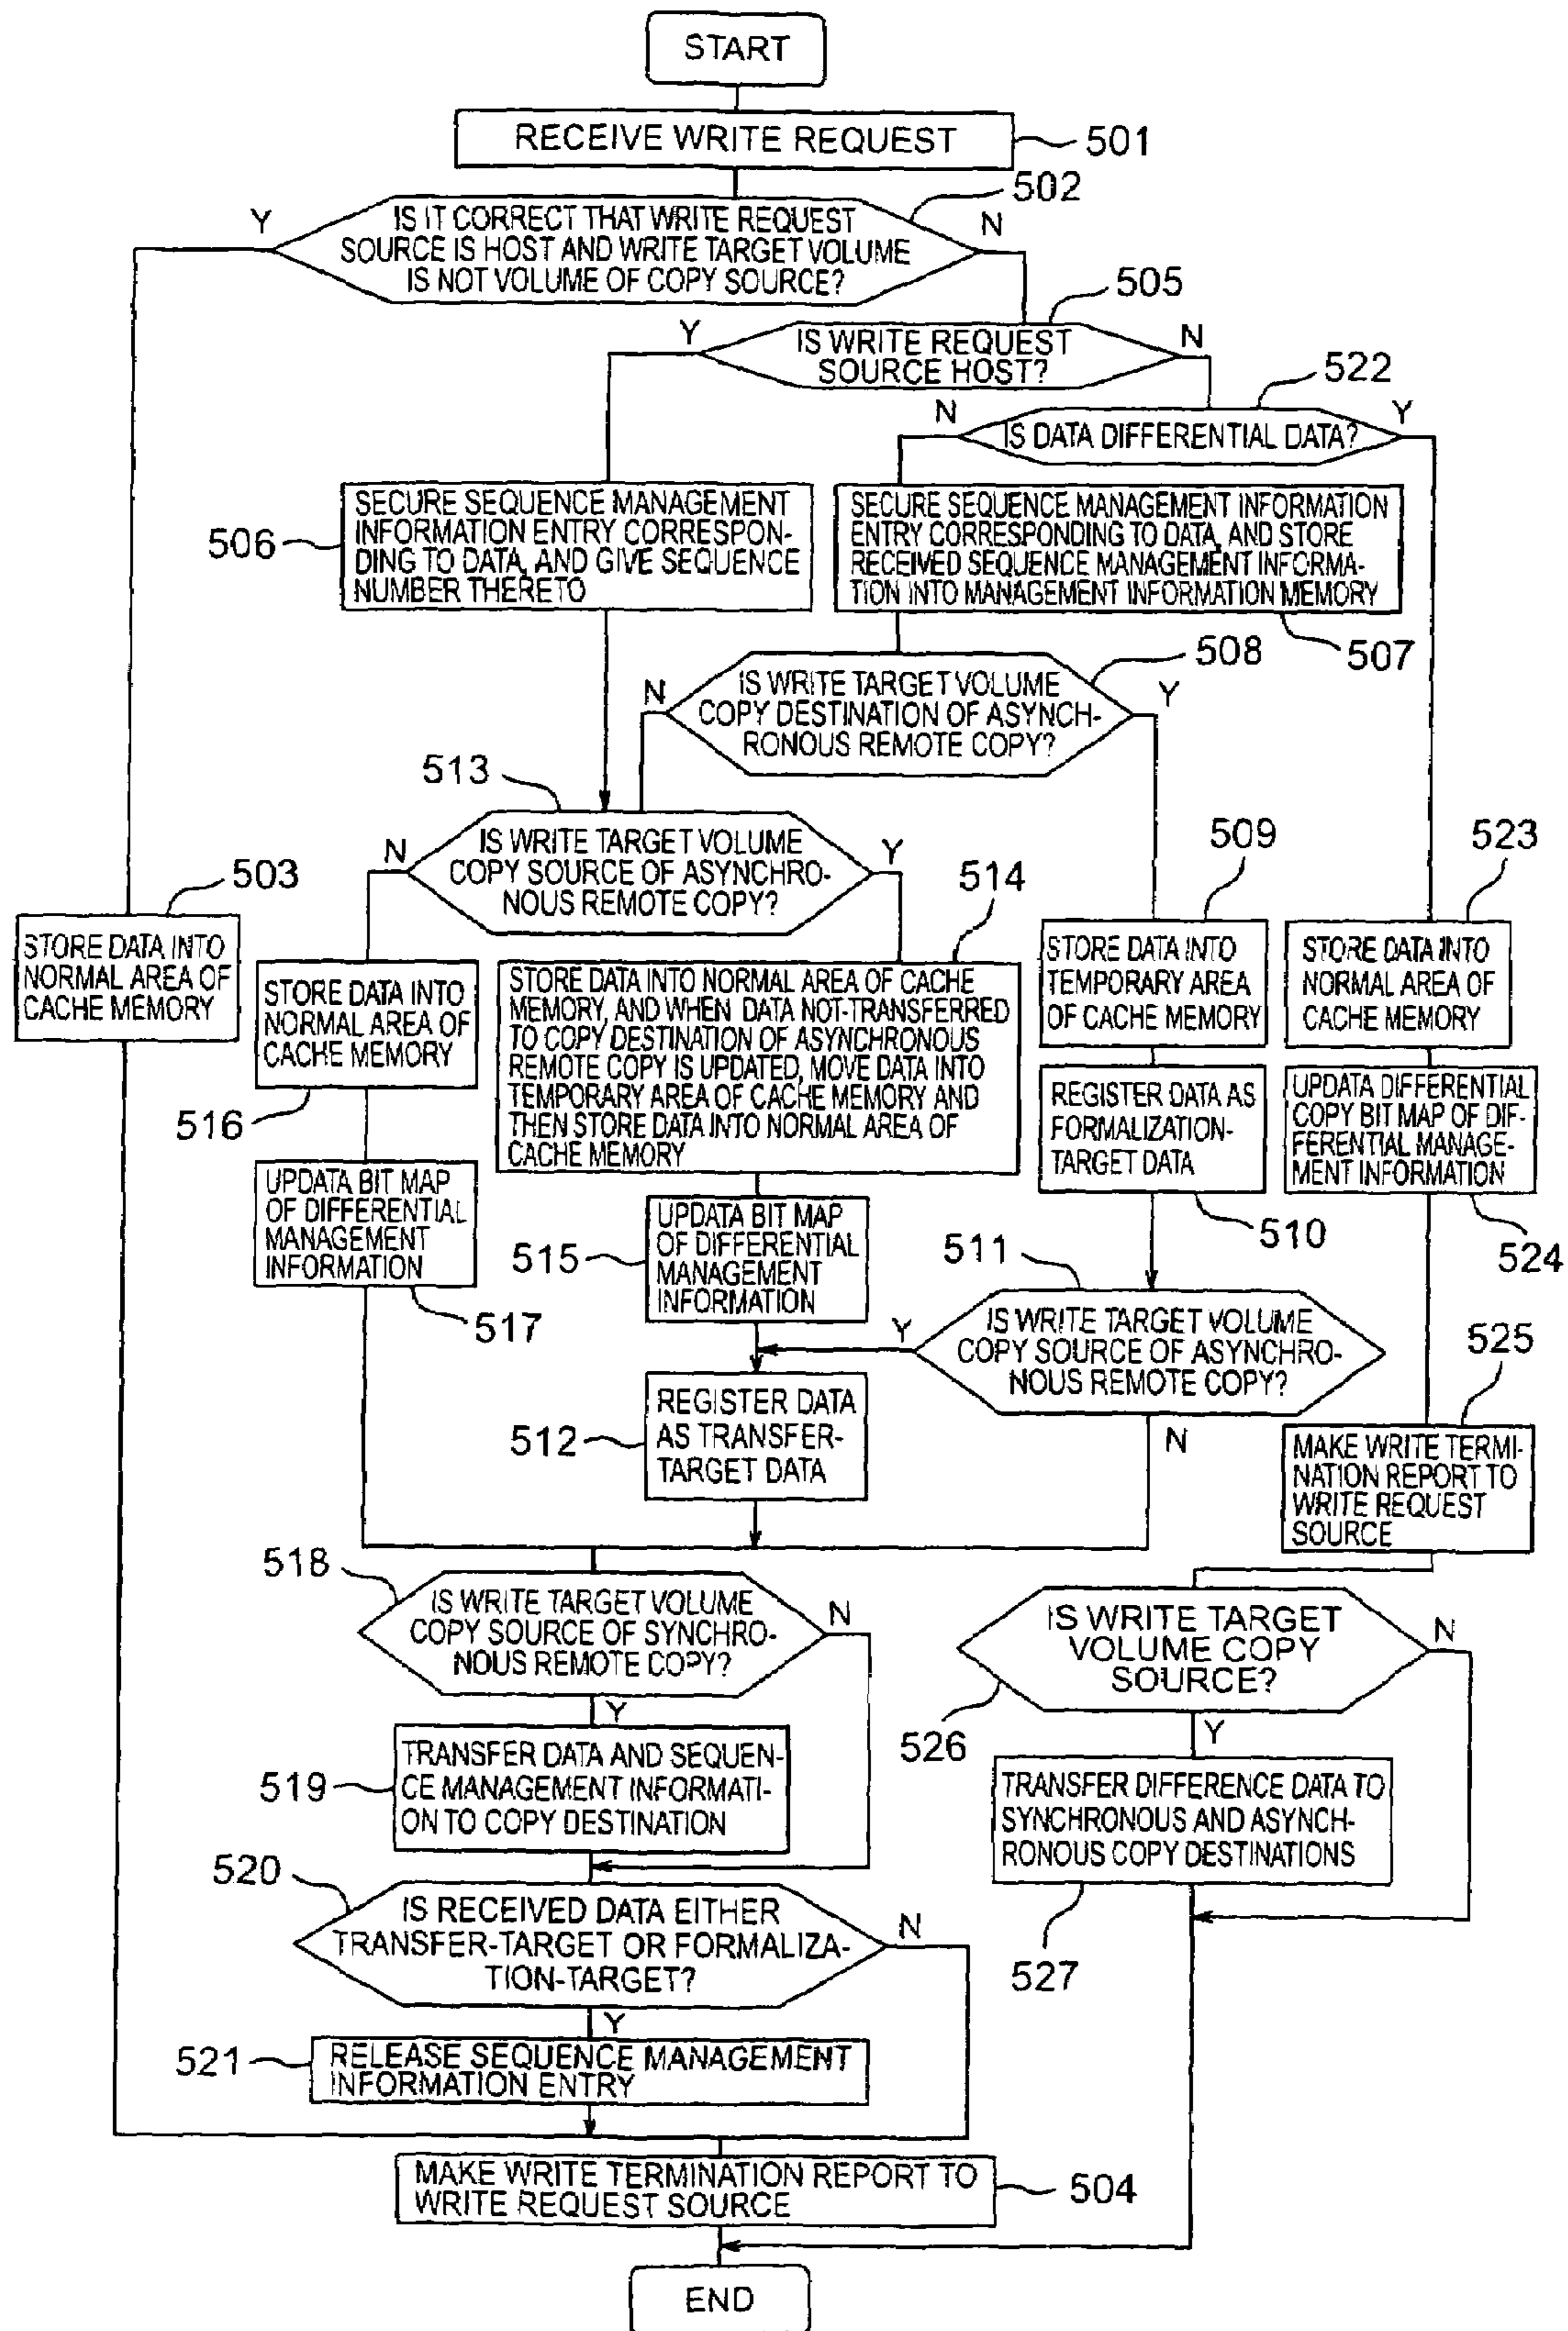 START
RECEIVE WRITE REQUEST
501
502
Y
IS IT CORRECT THAT WRITE REQUEST
SOURCE IS HOST AND WRITE TARGET VOLUME
IS NOT VOLUME OF COPY SOURCE?
N
505
Y
IS WRITE REQUEST
SOURCE HOST?
N
522
N
IS DATA DIFFERENTIAL DATA?
Y
506
SECURE SEQUENCE MANAGEMENT
INFORMATION ENTRY CORRESPON-
DING TO DATA, AND GIVE SEQUENCE
NUMBER THERETO
SECURE SEQUENCE MANAGEMENT INFORMATION
ENTRY CORRESPONDING TO DATA, AND STORE
RECEIVED SEQUENCE MANAGEMENT INFORMA-
TION INTO MANAGEMENT INFORMATION MEMORY
507
508
N
IS WRITE TARGET VOLUME
COPY DESTINATION OF ASYNCH-
RONOUS REMOTE COPY?
Y
513
N
IS WRITE TARGET VOLUME
COPY SOURCE OF ASYNCHRO-
NOUS REMOTE COPY?
Y
503
STORE DATA INTO
NORMAL AREA OF
CACHE MEMORY
516
STORE DATA INTO
NORMAL AREA OF
CACHE MEMORY
514
STORE DATA INTO NORMAL AREA OF CACHE
MEMORY, AND WHEN DATA NOT-TRANSFERRED
TO COPY DESTINATION OF ASYNCHRONOUS
REMOTE COPY IS UPDATED, MOVE DATA INTO
TEMPORARY AREA OF CACHE MEMORY AND
THEN STORE DATA INTO NORMAL AREA OF
CACHE MEMORY
509
STORE DATA INTO
TEMPORARY AREA
OF CACHE MEMORY
523
STORE DATA INTO
NORMAL AREA OF
CACHE MEMORY
REGISTER DATA AS
FORMALIZATION-
TARGET DATA
510
UPDATA DIFFERENTIAL
COPY BIT MAP OF DIF-
FERENTIAL MANAGE-
MENT INFORMATION
524
UPDATA BIT MAP
OF DIFFERENTIAL
MANAGEMENT
INFORMATION
517
515
UPDATA BIT MAP
OF DIFFERENTIAL
MANAGEMENT
INFORMATION
511
Y
IS WRITE TARGET VOLUME
COPY SOURCE OF ASYNCHRO-
NOUS REMOTE COPY?
N
512
REGISTER DATA
AS TRANSFER-
TARGET DATA
525
MAKE WRITE TERMI-
NATION REPORT TO
WRITE REQUEST
SOURCE
518
IS WRITE TARGET VOLUME
COPY SOURCE OF SYNCHRO-
NOUS REMOTE COPY?
N
Y
526
IS WRITE TARGET
VOLUME COPY
SOURCE?
N
Y
519
TRANSFER DATA AND SEQUEN-
CE MANAGEMENT INFORMATI-
ON TO COPY DESTINATION
TRANSFER DIFFERENCE DATA TO
SYNCHRONOUS AND ASYNCH-
RONOUS COPY DESTINATIONS
527
520
IS RECEIVED DATA EITHER
TRANSFER-TARGET OR FORMALIZA-
TION-TARGET?
N
Y
521
RELEASE SEQUENCE MANAGEMENT
INFORMATION ENTRY
MAKE WRITE TERMINATION REPORT TO
WRITE REQUEST SOURCE
504
END